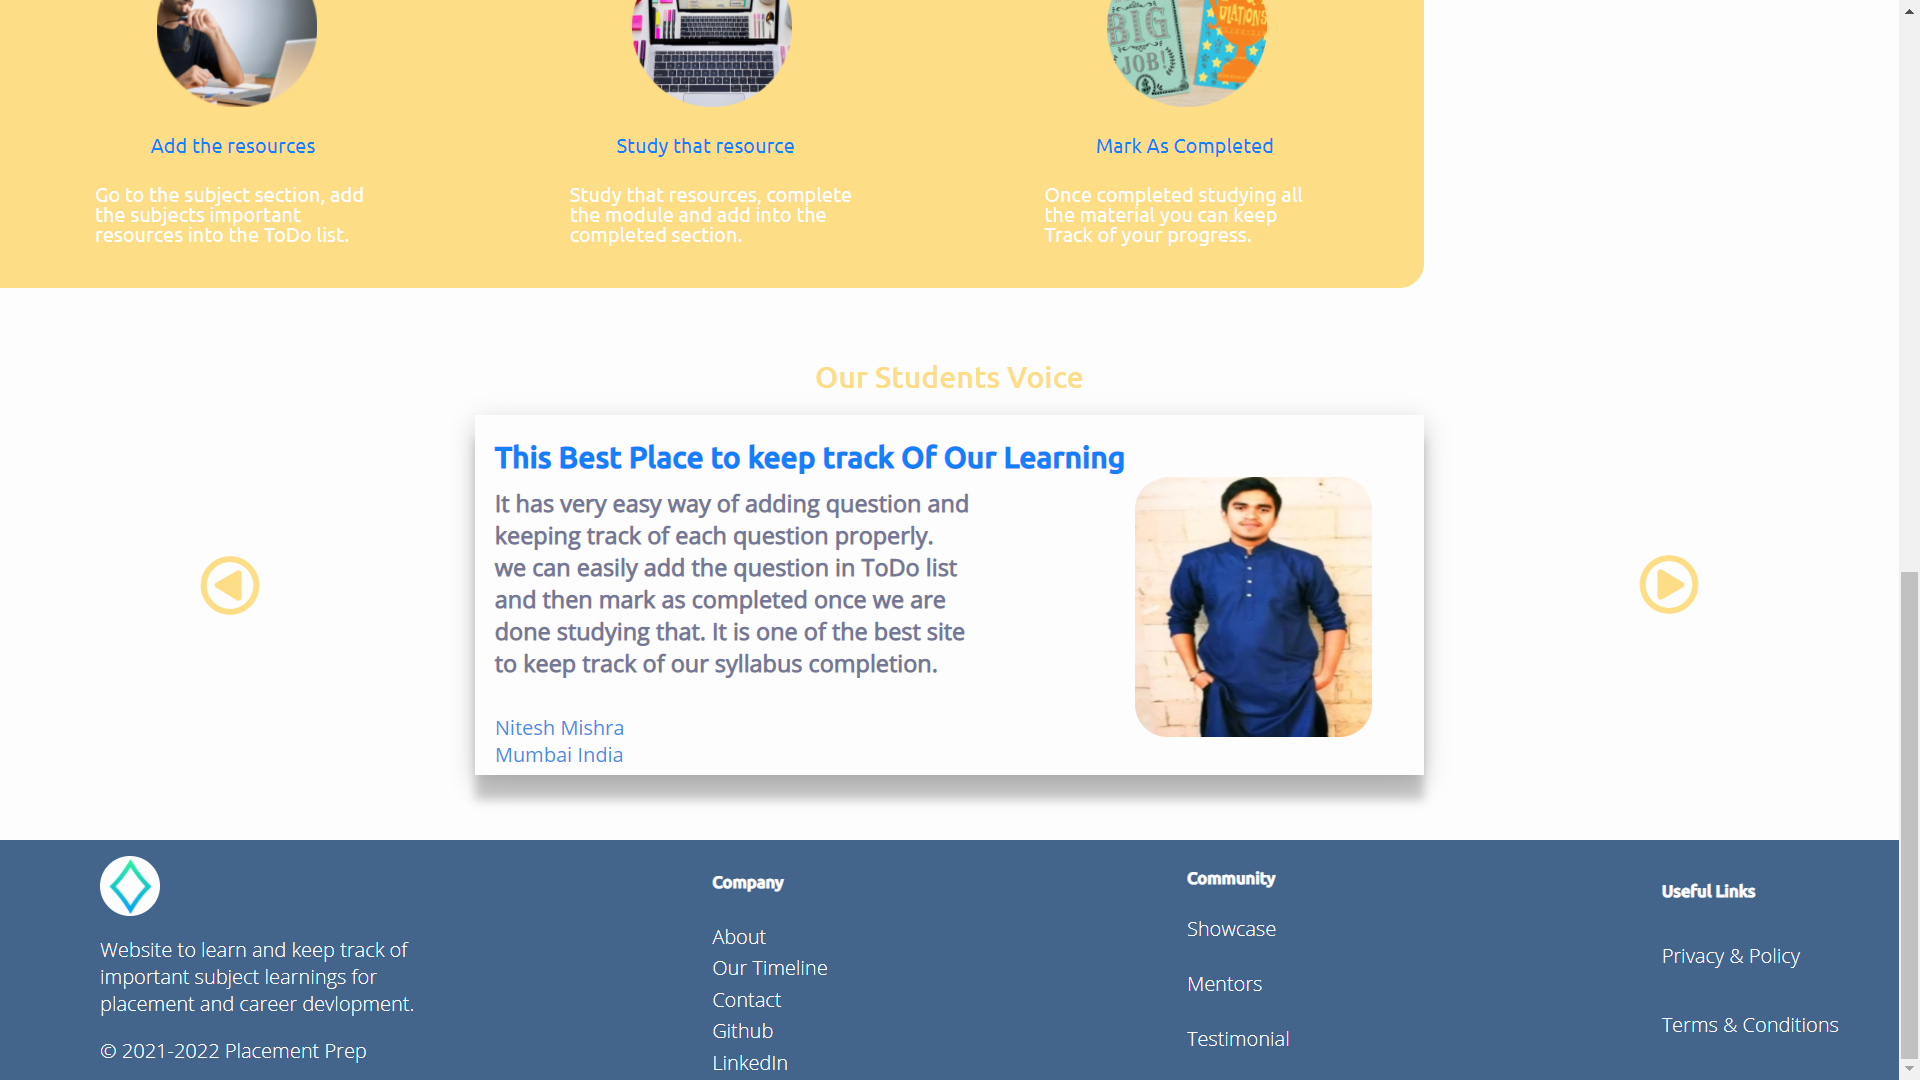 BIG
JOB!
ULATIONS
Add the resources
Go to the subject section, add
the subjects important
resources into the ToDo list.
Study that resource
Study that resources, complete
the module and add into the
completed section.
Mark As Completed
Once completed studying all
the material you can keep
Track of your progress.
Our Students Voice
This Best Place to keep track Of Our Learning
It has very easy way of adding question and
keeping track of each question properly.
we can easily add the question in ToDo list
and then mark as completed once we are
done studying that. It is one of the best site
to keep track of our syllabus completion.
Nitesh Mishra
Mumbai India
Website to learn and keep track of
important subject learnings for
placement and career devlopment.
© 2021-2022 Placement Prep
Company
About
Our Timeline
Contact
Github
LinkedIn
Community
Showcase
Mentors
Testimonial
Useful Links
Privacy & Policy
Terms & Conditions